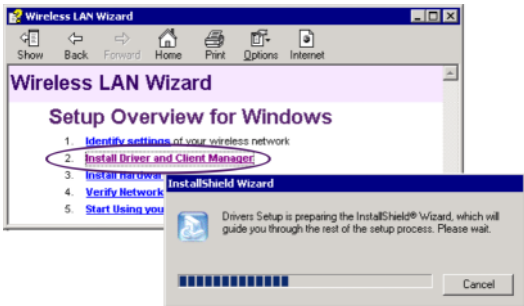 Wireless LAN Wizard
Show Back Forward Home Print Options Internet
Wireless LAN Wizard
Setup Overview for Windows
1. Identify settings of your wireless network
2. Install Driver and Client Manager
3. Install Hardwar
4. Verify Network
5. Start Using you
InstallShield Wizard
Drivers Setup is preparing the InstallShield® Wizard, which will
guide you through the rest of the setup process. Please wait.
Cancel